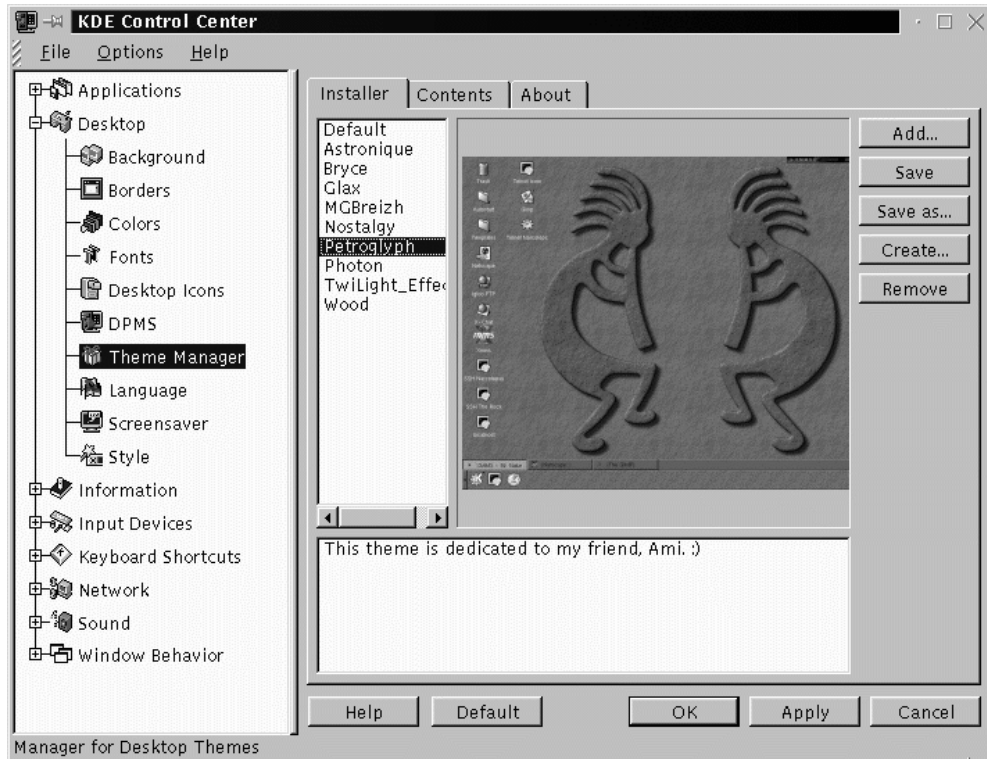 KDE Control Center
File Options Help
Applications
Desktop
Background
Borders
Colors
Fonts
Desktop Icons
DPMS
Theme Manager
Language
Screensaver
Style
Information
Input Devices
Keyboard Shortcuts
Network
Sound
Window Behavior
Installer Contents About
Default
Astronique
Bryce
Glax
MGBreizh
Nostalgy
Petroglyph
Photon
TwiLight_Effe
Wood
Add...
Save
Save as...
Create...
Remove
This theme is dedicated to my friend, Ami. :)
Help Default OK Apply Cancel
Manager for Desktop Themes